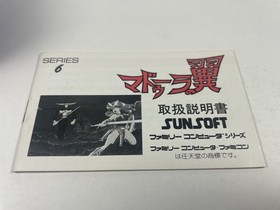 SERIES
6
マドゥーラの翼
取扱説明書
SUNSOFT
ファミリー コンピュータ シリーズ
ファミリー コンピュータ・ファミコン
は任天堂の商標です。